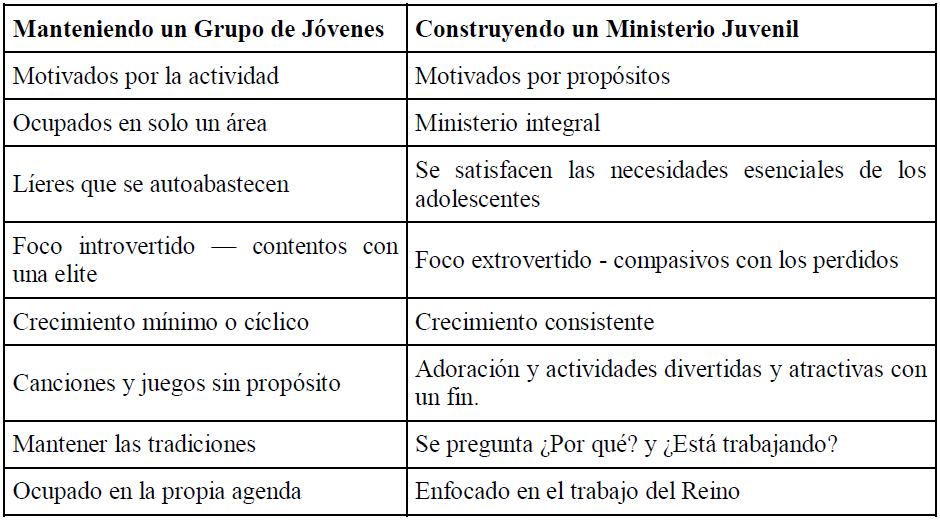 Manteniendo un Grupo de Jóvenes
Construyendo un Ministerio Juvenil
Motivados por la actividad
Motivados por propósitos
Ocupados en solo un área
Ministerio integral
Líeres que se autoabastecen
Se satisfacen las necesidades esenciales de los
adolescentes
Foco introvertido — contentos con
una elite
Foco extrovertido - compasivos con los perdidos
Crecimiento mínimo o cíclico
Crecimiento consistente
Canciones y juegos sin propósito
Adoración y actividades divertidas y atractivas con
un fin.
Mantener las tradiciones
Se pregunta ¿Por qué? y ¿Está trabajando?
Ocupado en la propia agenda
Enfocado en el trabajo del Reino